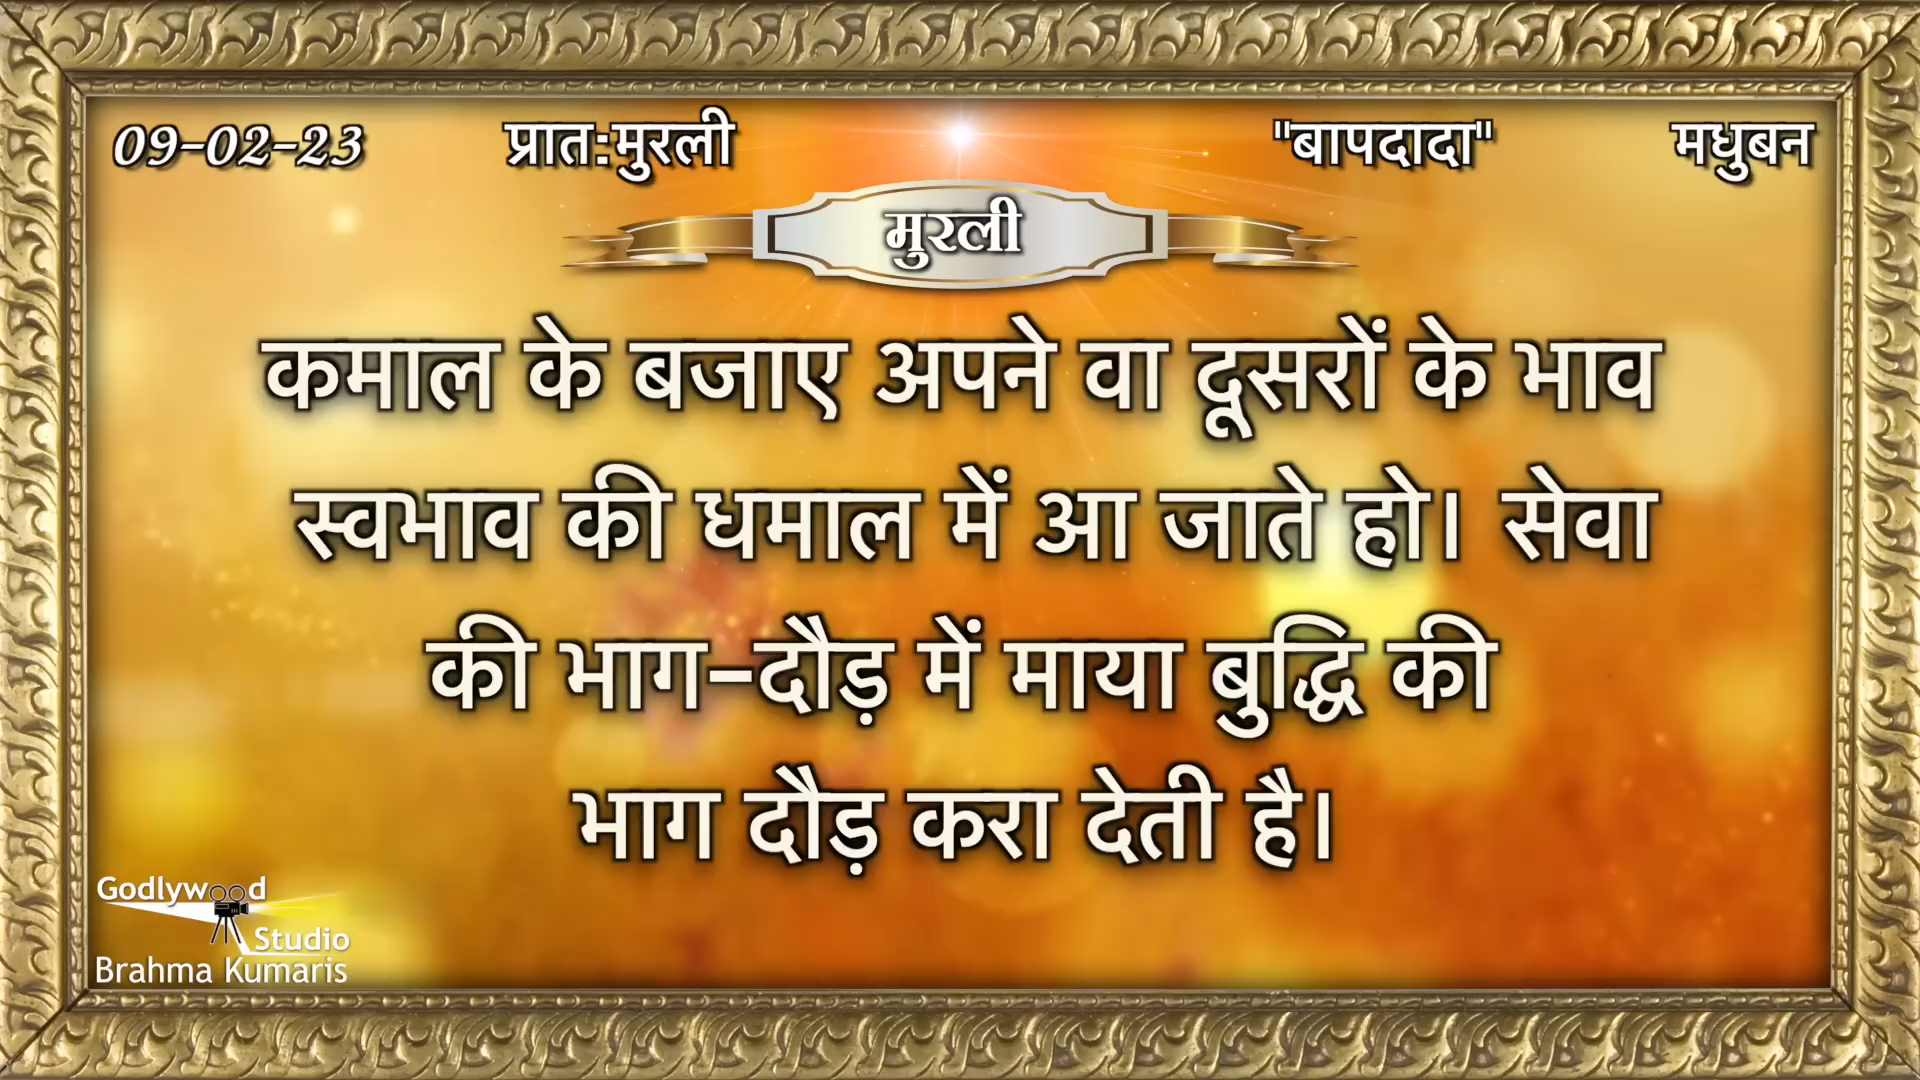 09-02-23 प्रात:मुरली "बापदादा" मधुबन
मुरली
कमाल के बजाए अपने वा दूसरों के भाव
स्वभाव की धमाल में आ जाते हो। सेवा
की भाग-दौड़ में माया बुद्धि की
भाग दौड़ करा देती है।
Godlywood
Studio
Brahma Kumaris